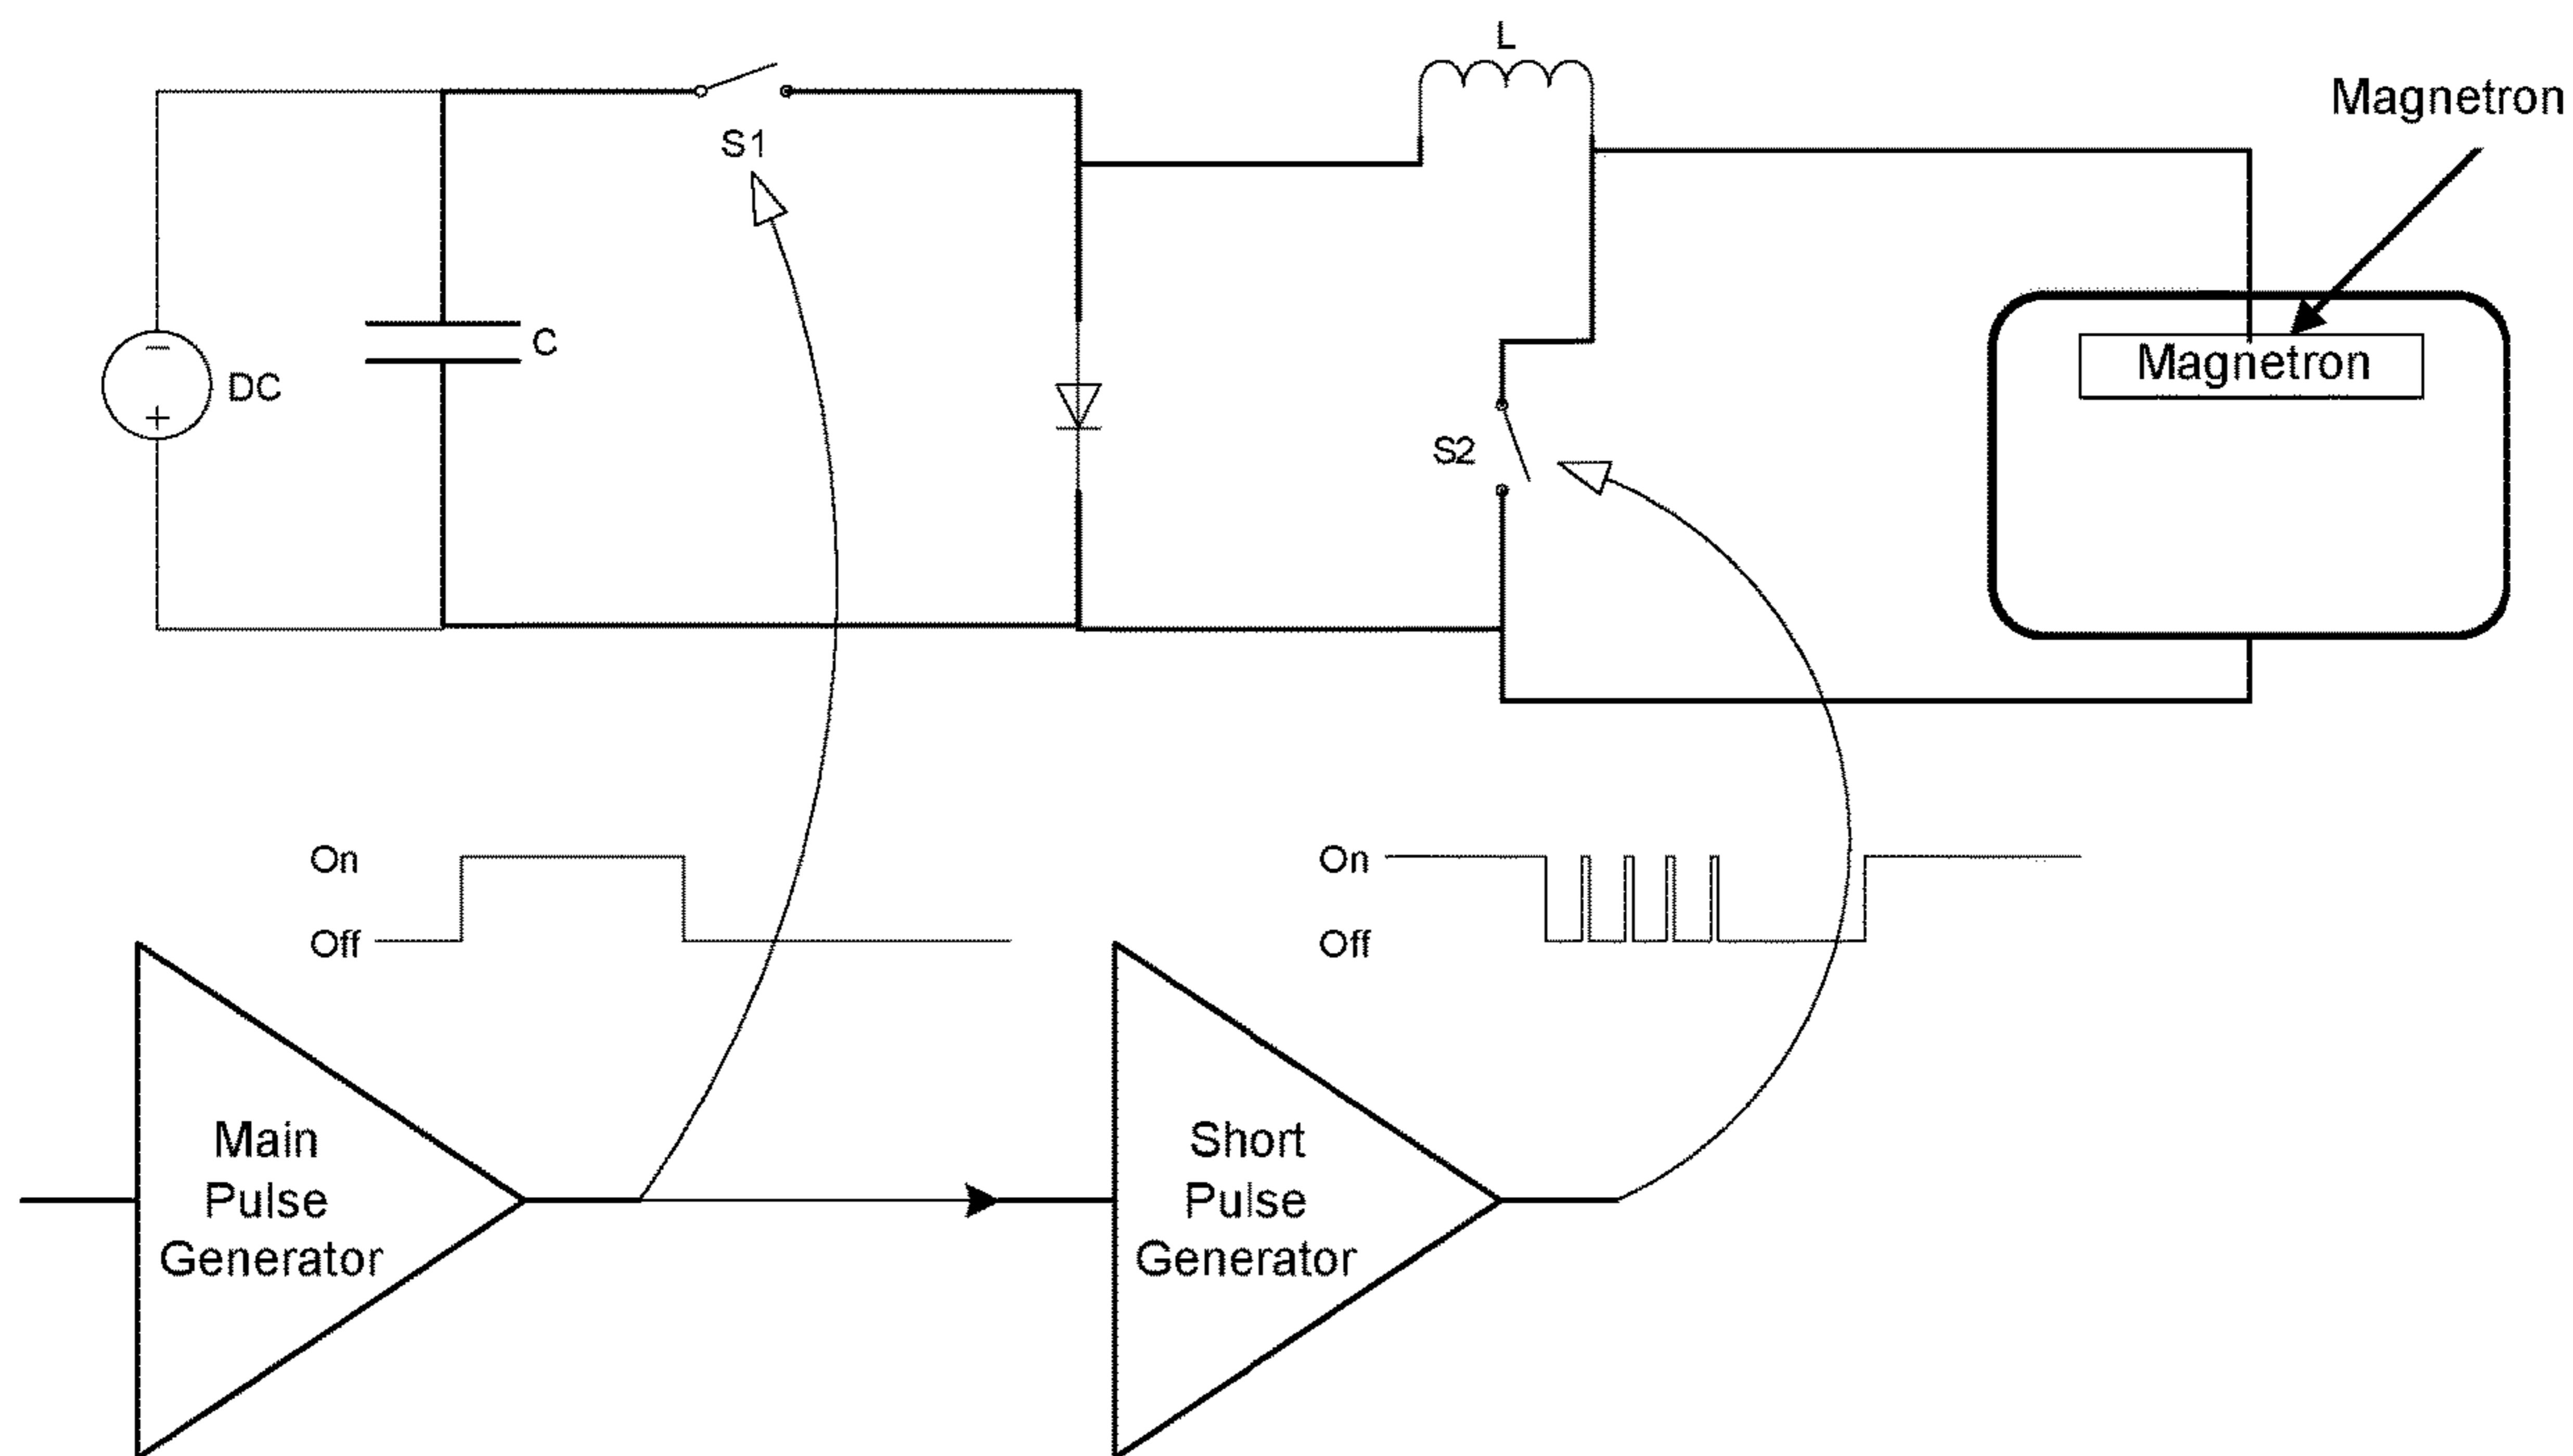 L
Magnetron
S1
C
−
DC
+
Magnetron
S2
On
Off
On
Off
Main
Pulse
Generator
Short
Pulse
Generator